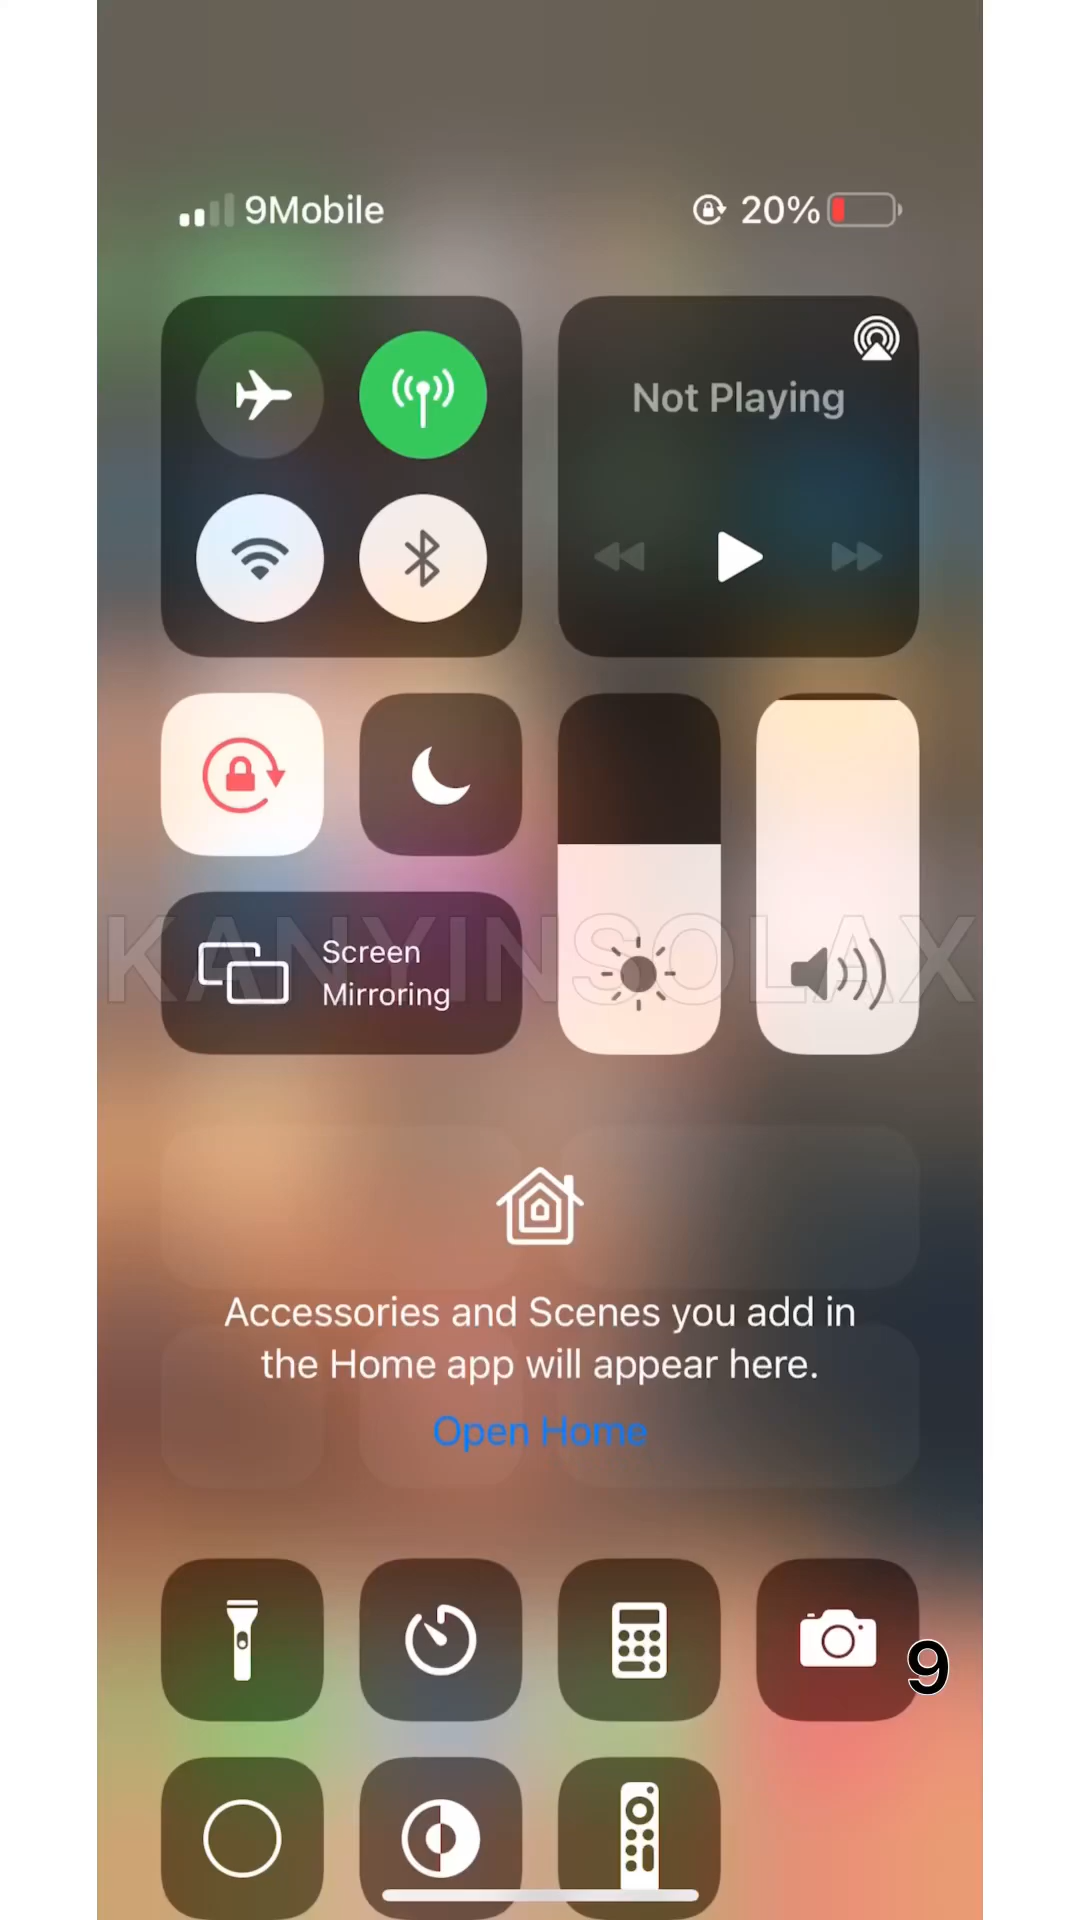 9Mobile
20%
Not Playing
Screen
Mirroring
KANYINSOLAX
Accessories and Scenes you add in
the Home app will appear here.
Open Home
9